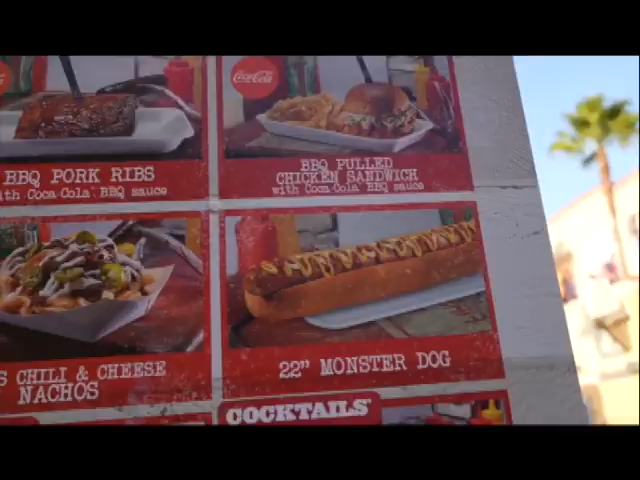 Coca-Cola
BBQ PORK RIBS
with Coca-Cola® BBQ sauce
BBQ PULLED
CHICKEN SANDWICH
with Coca-Cola® BBQ sauce
CHILI & CHEESE
NACHOS
22" MONSTER DOG
COCKTAILS*